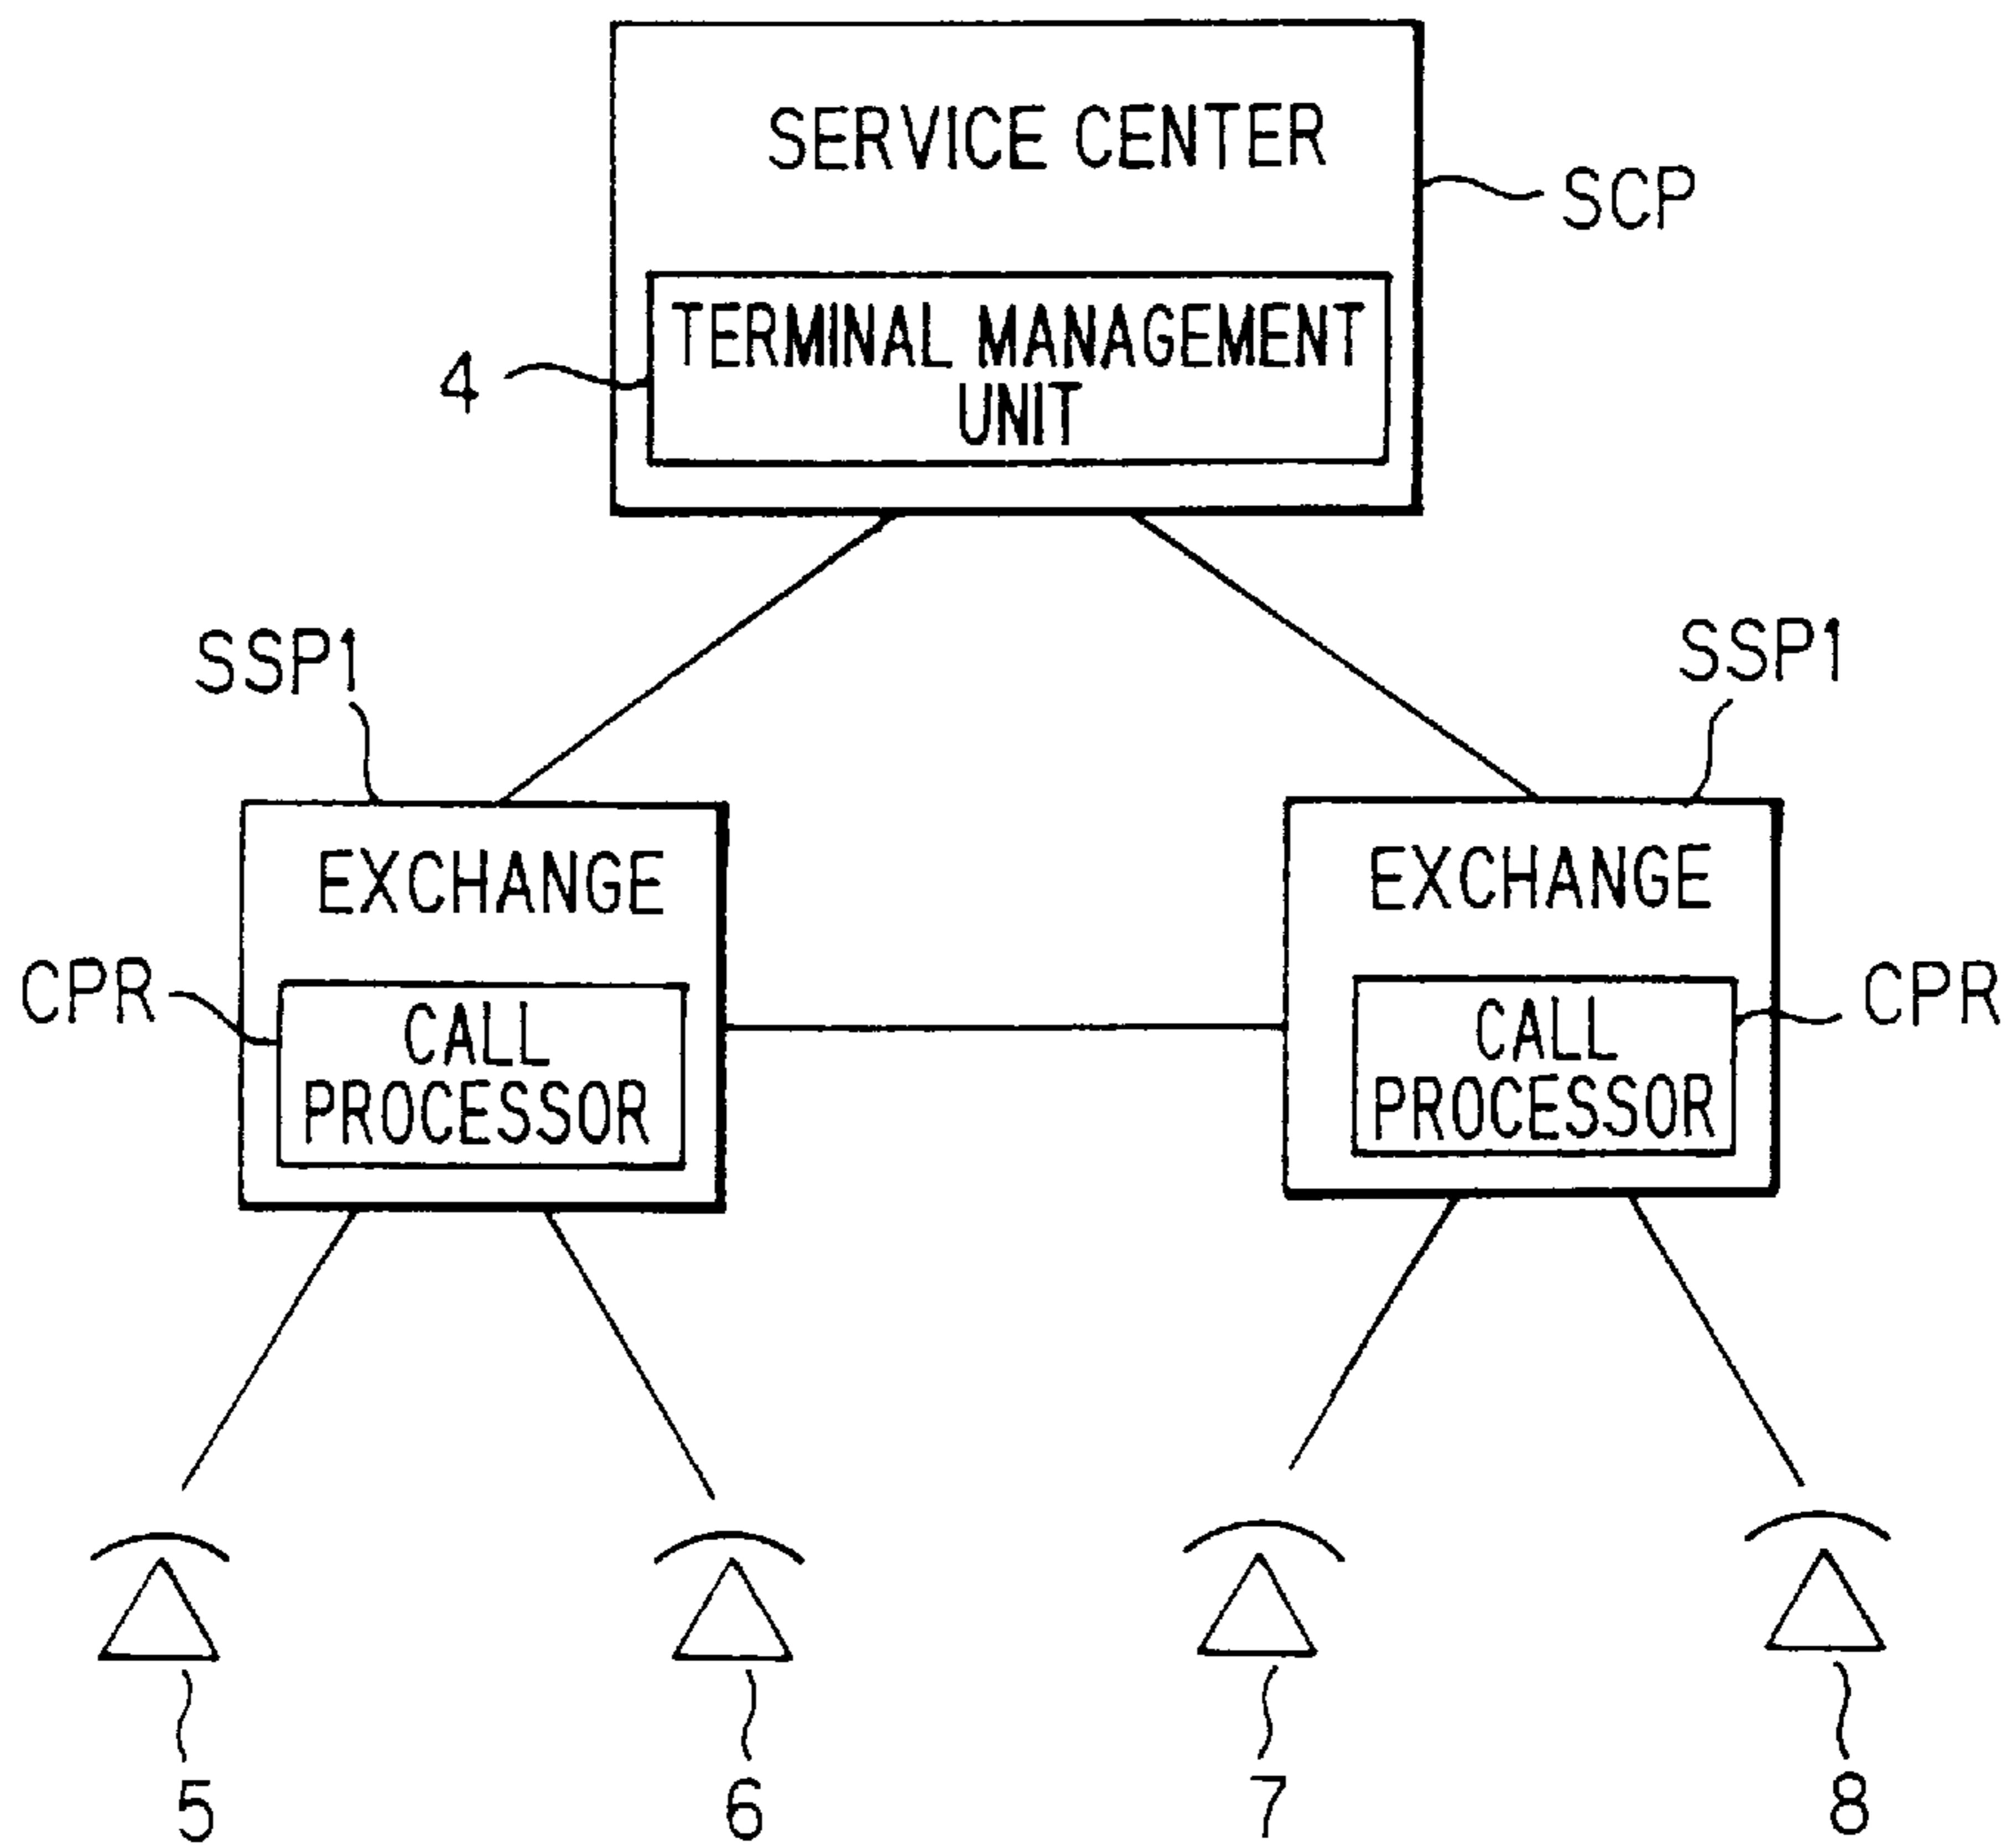 SERVICE CENTER
SCP
TERMINAL MANAGEMENT
UNIT
4
SSP1
SSP1
EXCHANGE
EXCHANGE
CPR
CALL
PROCESSOR
CALL
PROCESSOR
CPR
5
6
7
8